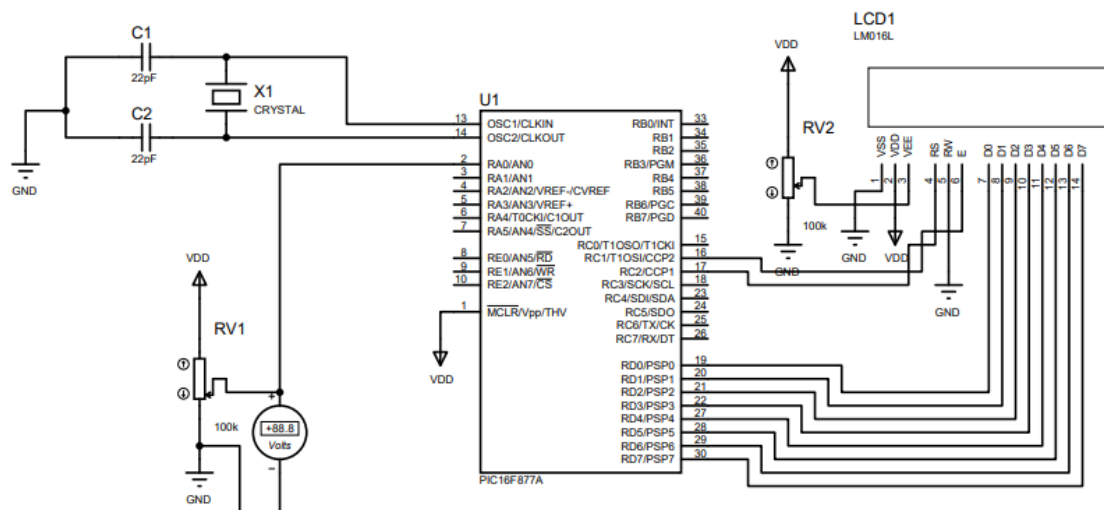 C1
22pF
X1
CRYSTAL
C2
22pF
GND
VDD
RV1
100k
+
+88.8
Volts
−
GND
U1
13 OSC1/CLKIN
14 OSC2/CLKOUT
2 RA0/AN0
3 RA1/AN1
4 RA2/AN2/VREF-/CVREF
5 RA3/AN3/VREF+
6 RA4/T0CKI/C1OUT
7 RA5/AN4/SS/C2OUT
8 RE0/AN5/RD
9 RE1/AN6/WR
10 RE2/AN7/CS
1 MCLR/Vpp/THV
VDD
RB0/INT 33
RB1 34
RB2 35
RB3/PGM 36
RB4 37
RB5 38
RB6/PGC 39
RB7/PGD 40
RC0/T1OSO/T1CKI 15
RC1/T1OSI/CCP2 16
RC2/CCP1 17
RC3/SCK/SCL 18
RC4/SDI/SDA 23
RC5/SDO 24
RC6/TX/CK 25
RC7/RX/DT 26
RD0/PSP0 19
RD1/PSP1 20
RD2/PSP2 21
RD3/PSP3 22
RD4/PSP4 27
RD5/PSP5 28
RD6/PSP6 29
RD7/PSP7 30
PIC16F877A
VDD
RV2
100k
GND
LCD1
LM016L
VSS VDD VEE RS RW E D0 D1 D2 D3 D4 D5 D6 D7
1 2 3 4 5 6 7 8 9 10 11 12 13 14
GND
VDD
GND